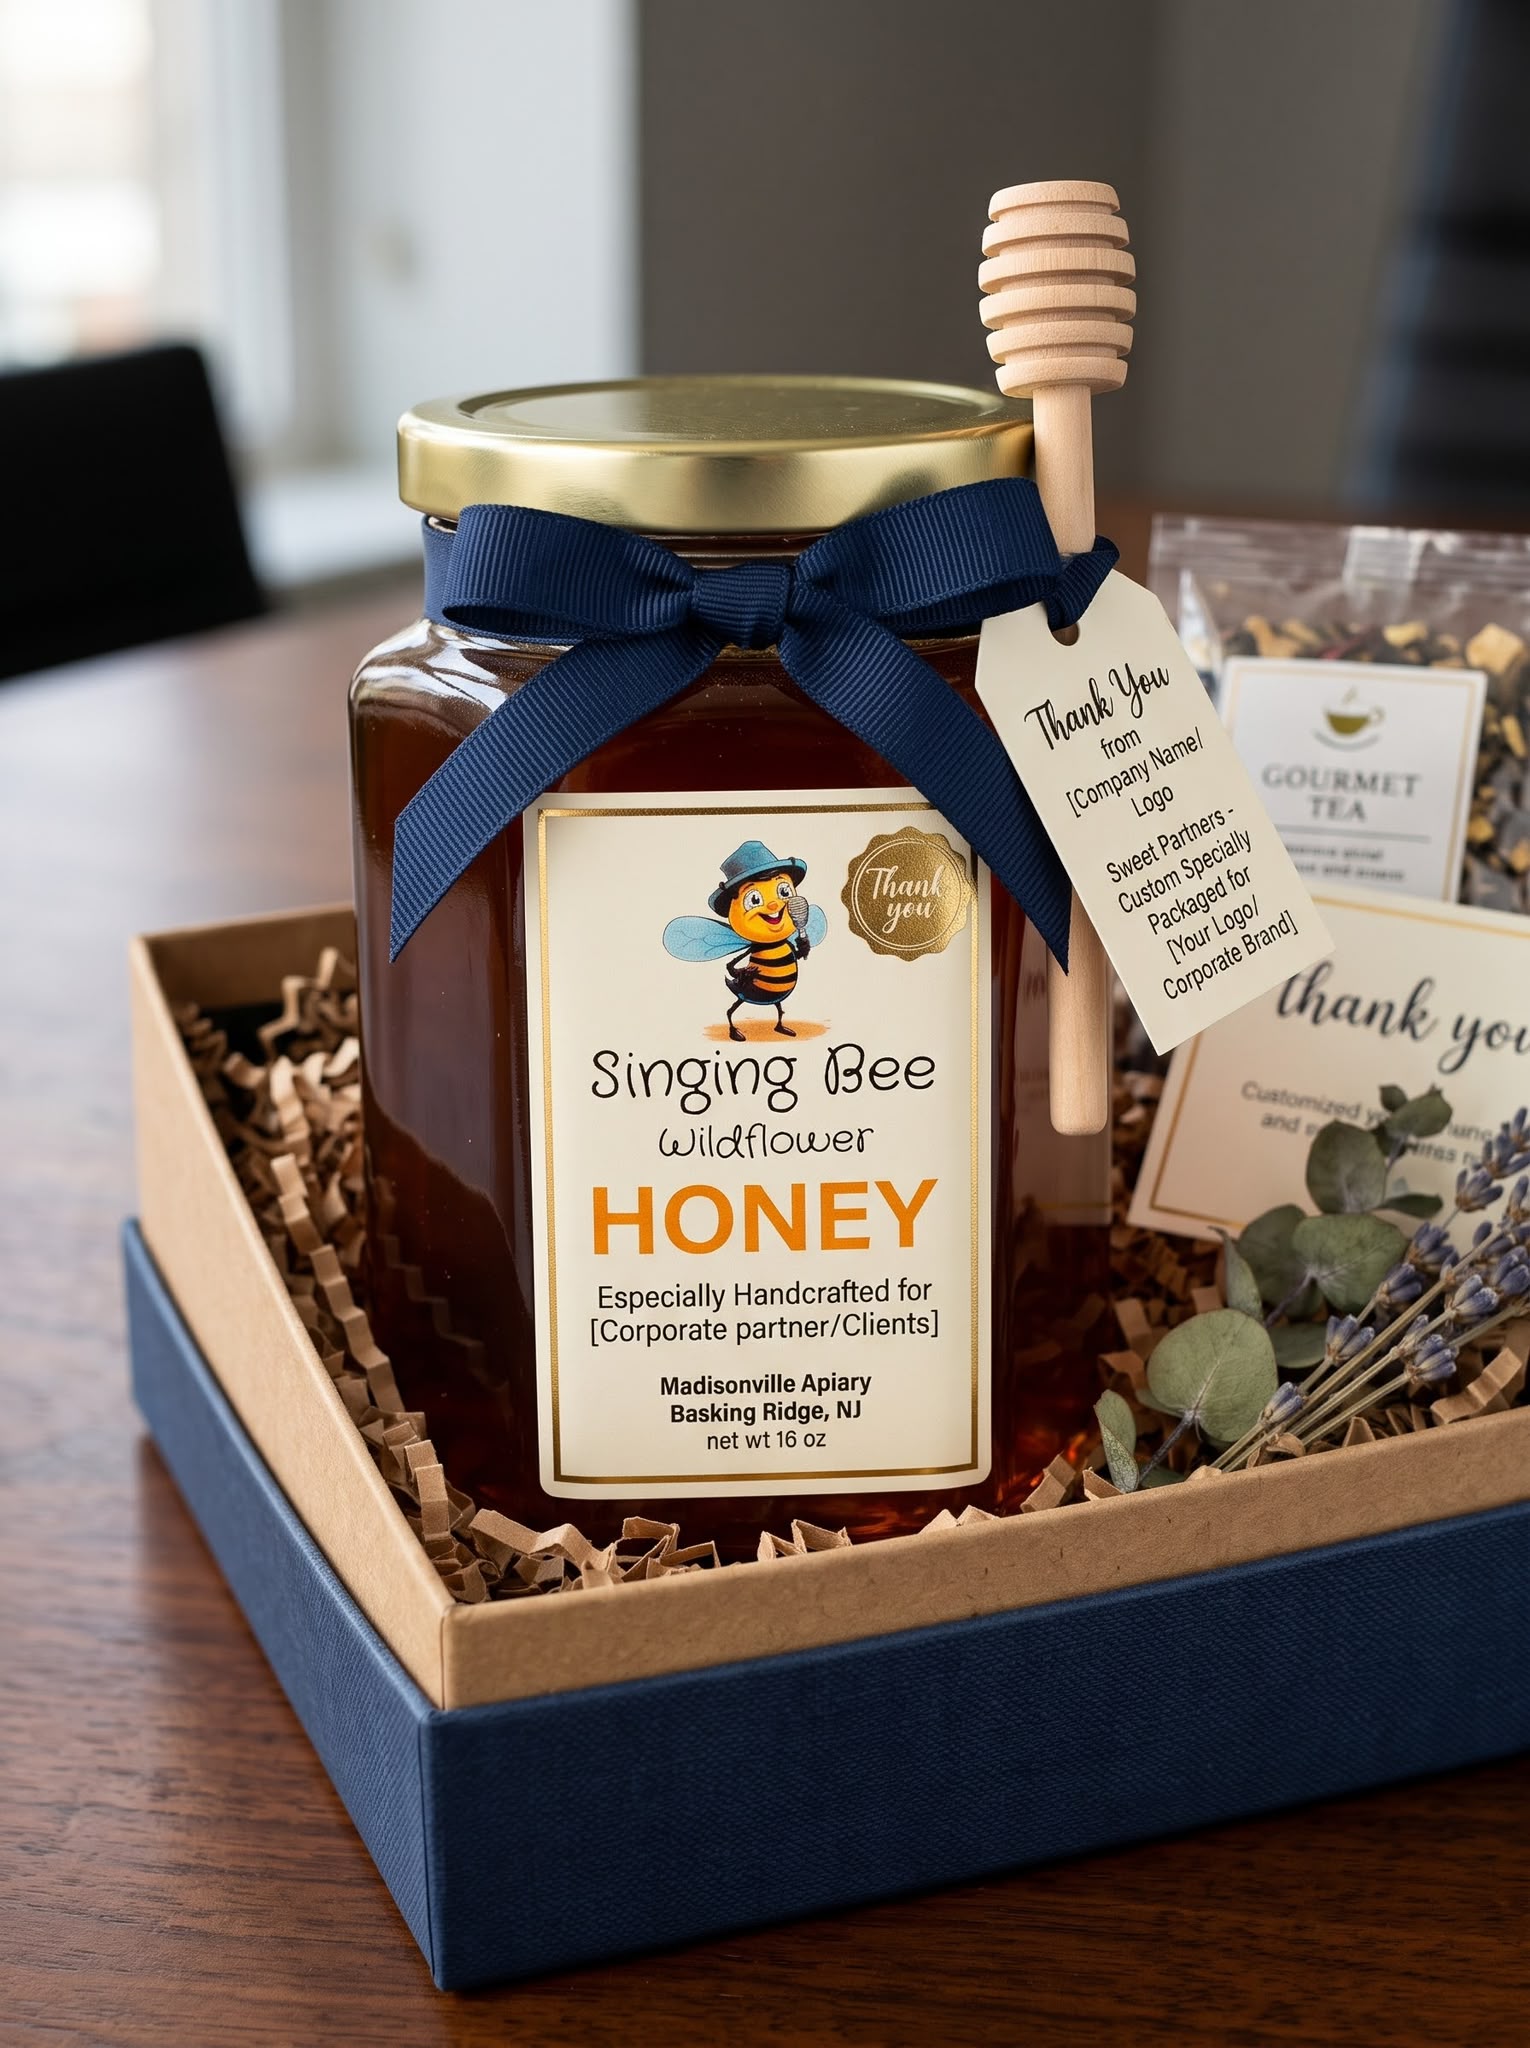 Thank
you
Singing Bee
Wildflower
HONEY
Especially Handcrafted for
[Corporate partner/Clients]
Madisonville Apiary
Basking Ridge, NJ
net wt 16 oz
Thank You
from
[Company Name/
Logo
Sweet Partners -
Custom Specially
Packaged for
[Your Logo/
Corporate Brand]
GOURMET
TEA
thank you
Customized
and